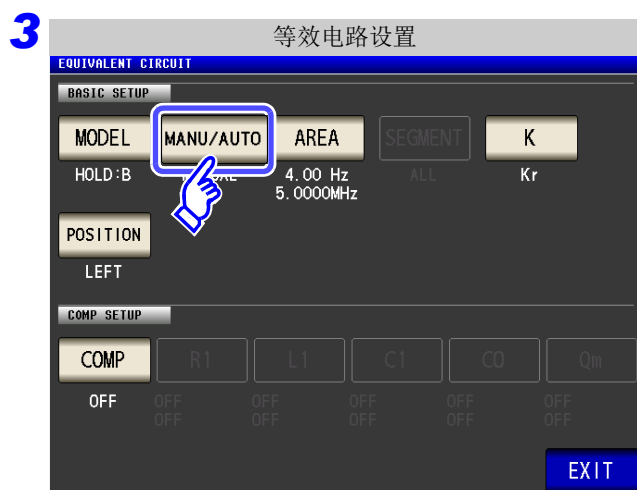 3
等效电路设置
EQUIVALENT CIRCUIT
BASIC SETUP
MODEL MANU/AUTO AREA SEGMENT K
HOLD:B 4.00 Hz ALL Kr
5.0000MHz
POSITION
LEFT
COMP SETUP
COMP R1 L1 C1 C0 Qm
OFF OFF OFF OFF OFF OFF
OFF OFF OFF OFF OFF
EXIT